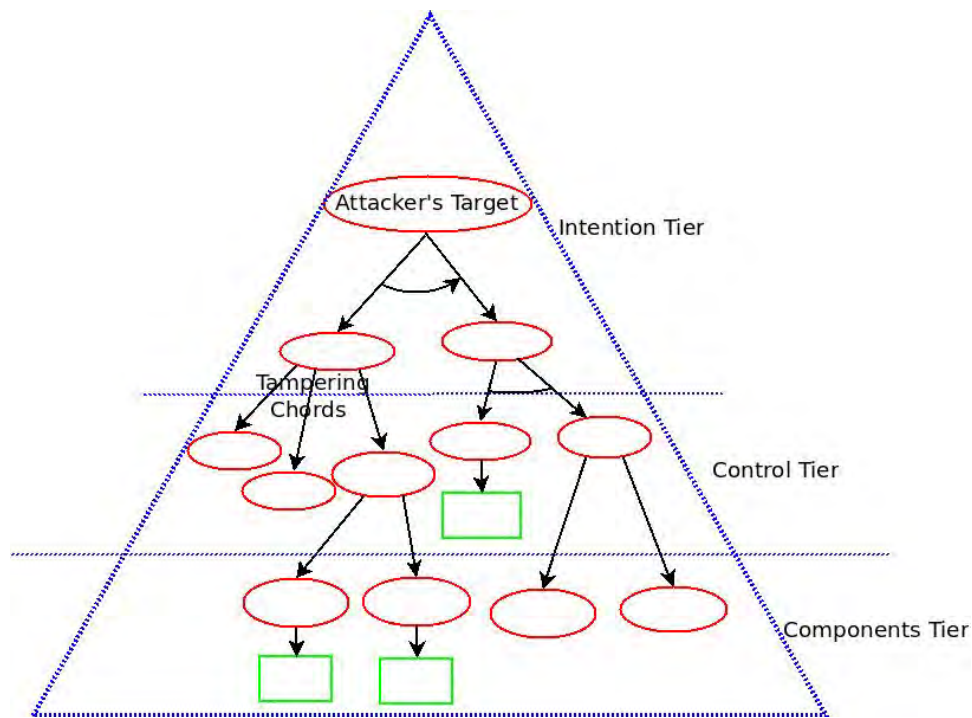 Attacker's Target
Intention Tier
Tampering
Chords
Control Tier
Components Tier